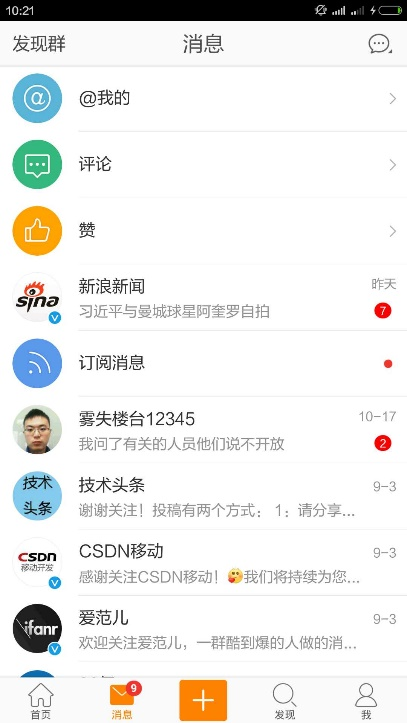 10:21
发现群
消息
@我的
评论
赞
sina
新浪新闻
昨天
习近平与曼城球星阿奎罗自拍
7
订阅消息
雾失楼台12345
10-17
我问了有关的人员他们说不开放
2
技术
头条
技术头条
9-3
谢谢关注！投稿有两个方式： 1：请分享...
CSDN
移动开发
CSDN移动
9-3
感谢关注CSDN移动！我们将持续为您...
ifanr
爱范儿
9-3
欢迎关注爱范儿，一群酷到爆的人做的消...
9
首页
消息
发现
我